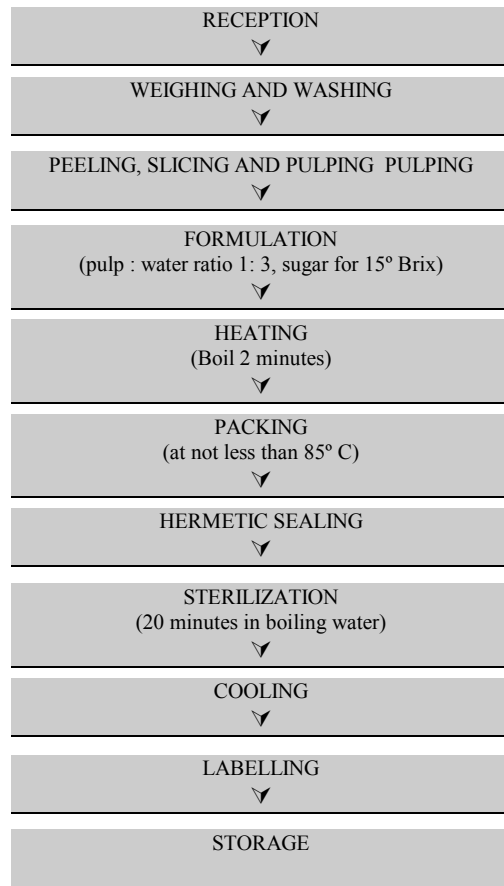 RECEPTION
WEIGHING AND WASHING
PEELING, SLICING AND PULPING PULPING
FORMULATION
(pulp : water ratio 1: 3, sugar for 15º Brix)
HEATING
(Boil 2 minutes)
PACKING
(at not less than 85º C)
HERMETIC SEALING
STERILIZATION
(20 minutes in boiling water)
COOLING
LABELLING
STORAGE